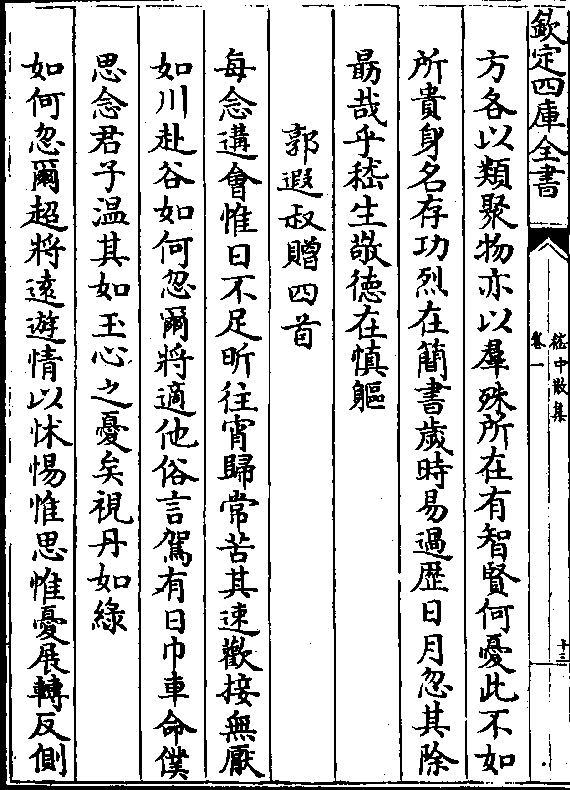 欽定四庫全書
嵇中散集
卷一
十三
方各以類聚物亦以羣殊所在有智賢何憂此不如
所貴身名存功烈在簡書歲時易過歴日月忽其除
勗哉乎嵇生敬徳在慎軀
郭遐叔贈四首
每念遘會惟日不足昕往宵歸常苦其速歡接無厭
如川赴谷如何忽爾將適他俗言駕有日巾車命僕
思念君子温其如玉心之憂矣視丹如綠
如何忽爾超將遠遊情以怵惕惟思惟憂展轉反側